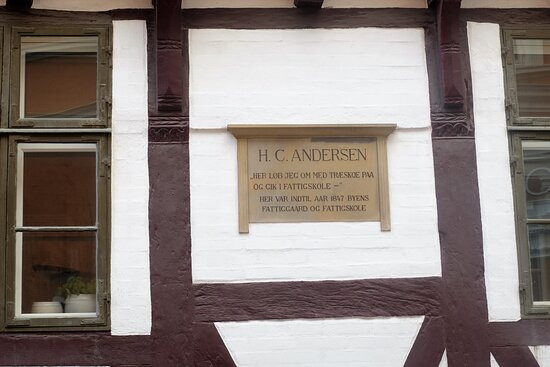 H. C. ANDERSEN
„HER LØB JEG OM MED TRÆSKOE PAA
OG GIK I FATTIGSKOLE —"
HER VAR INDTIL AAR 1847 BYENS
FATTIGGAARD OG FATTIGSKOLE